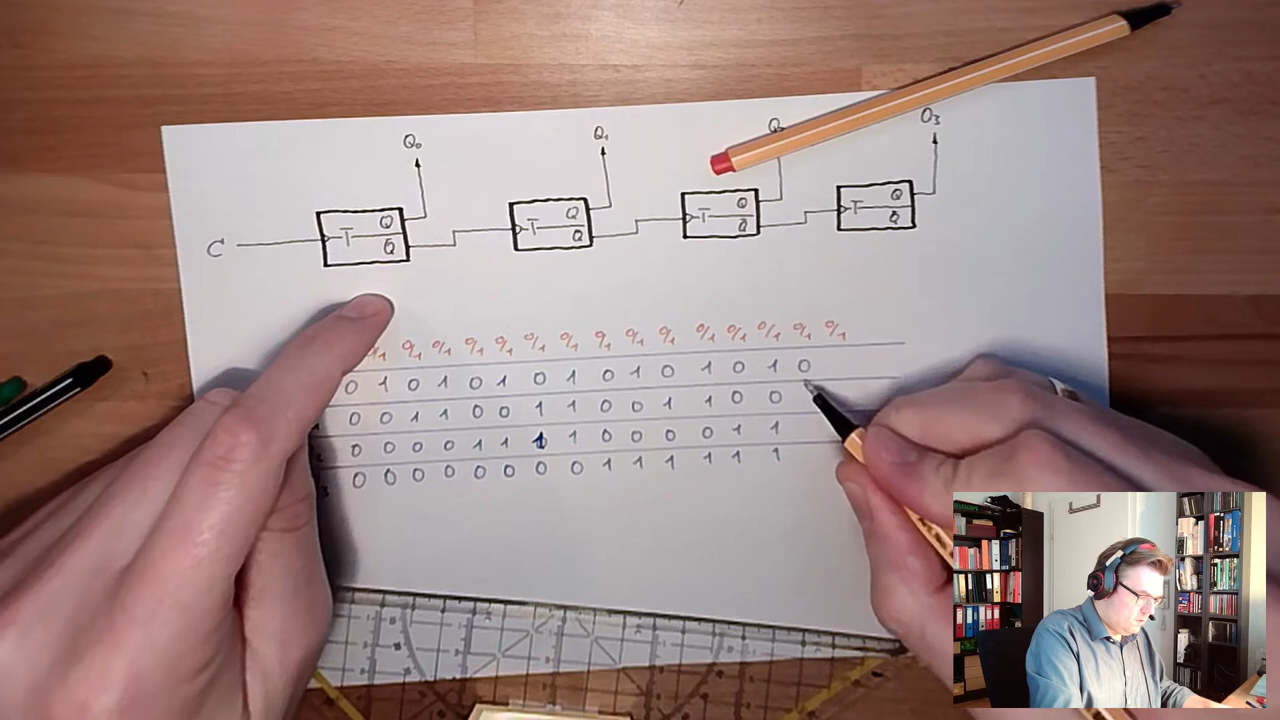 Q₀ Q₁ Q₃
C T Q T Q T Q T Q
Q̄ Q̄ Q̄ Q̄
0/1 0/1 0/1 0/1 0/1 0/1 0/1 0/1 0/1 0/1 0/1 0/1 0/1 0/1
0 1 0 1 0 1 0 1 0 1 0 1 0 1 0
0 0 1 1 0 0 1 1 0 0 1 1 0 0
0 0 0 0 1 1 1 1 0 0 0 0 1 1
3 0 0 0 0 0 0 0 0 1 1 1 1 1 1